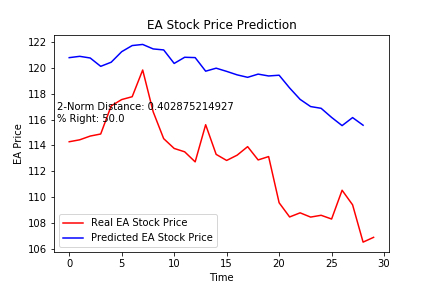 EA Stock Price Prediction
122
120
118
116
114
112
110
108
106
EA Price
2-Norm Distance: 0.402875214927
% Right: 50.0
Real EA Stock Price
Predicted EA Stock Price
0 5 10 15 20 25 30
Time